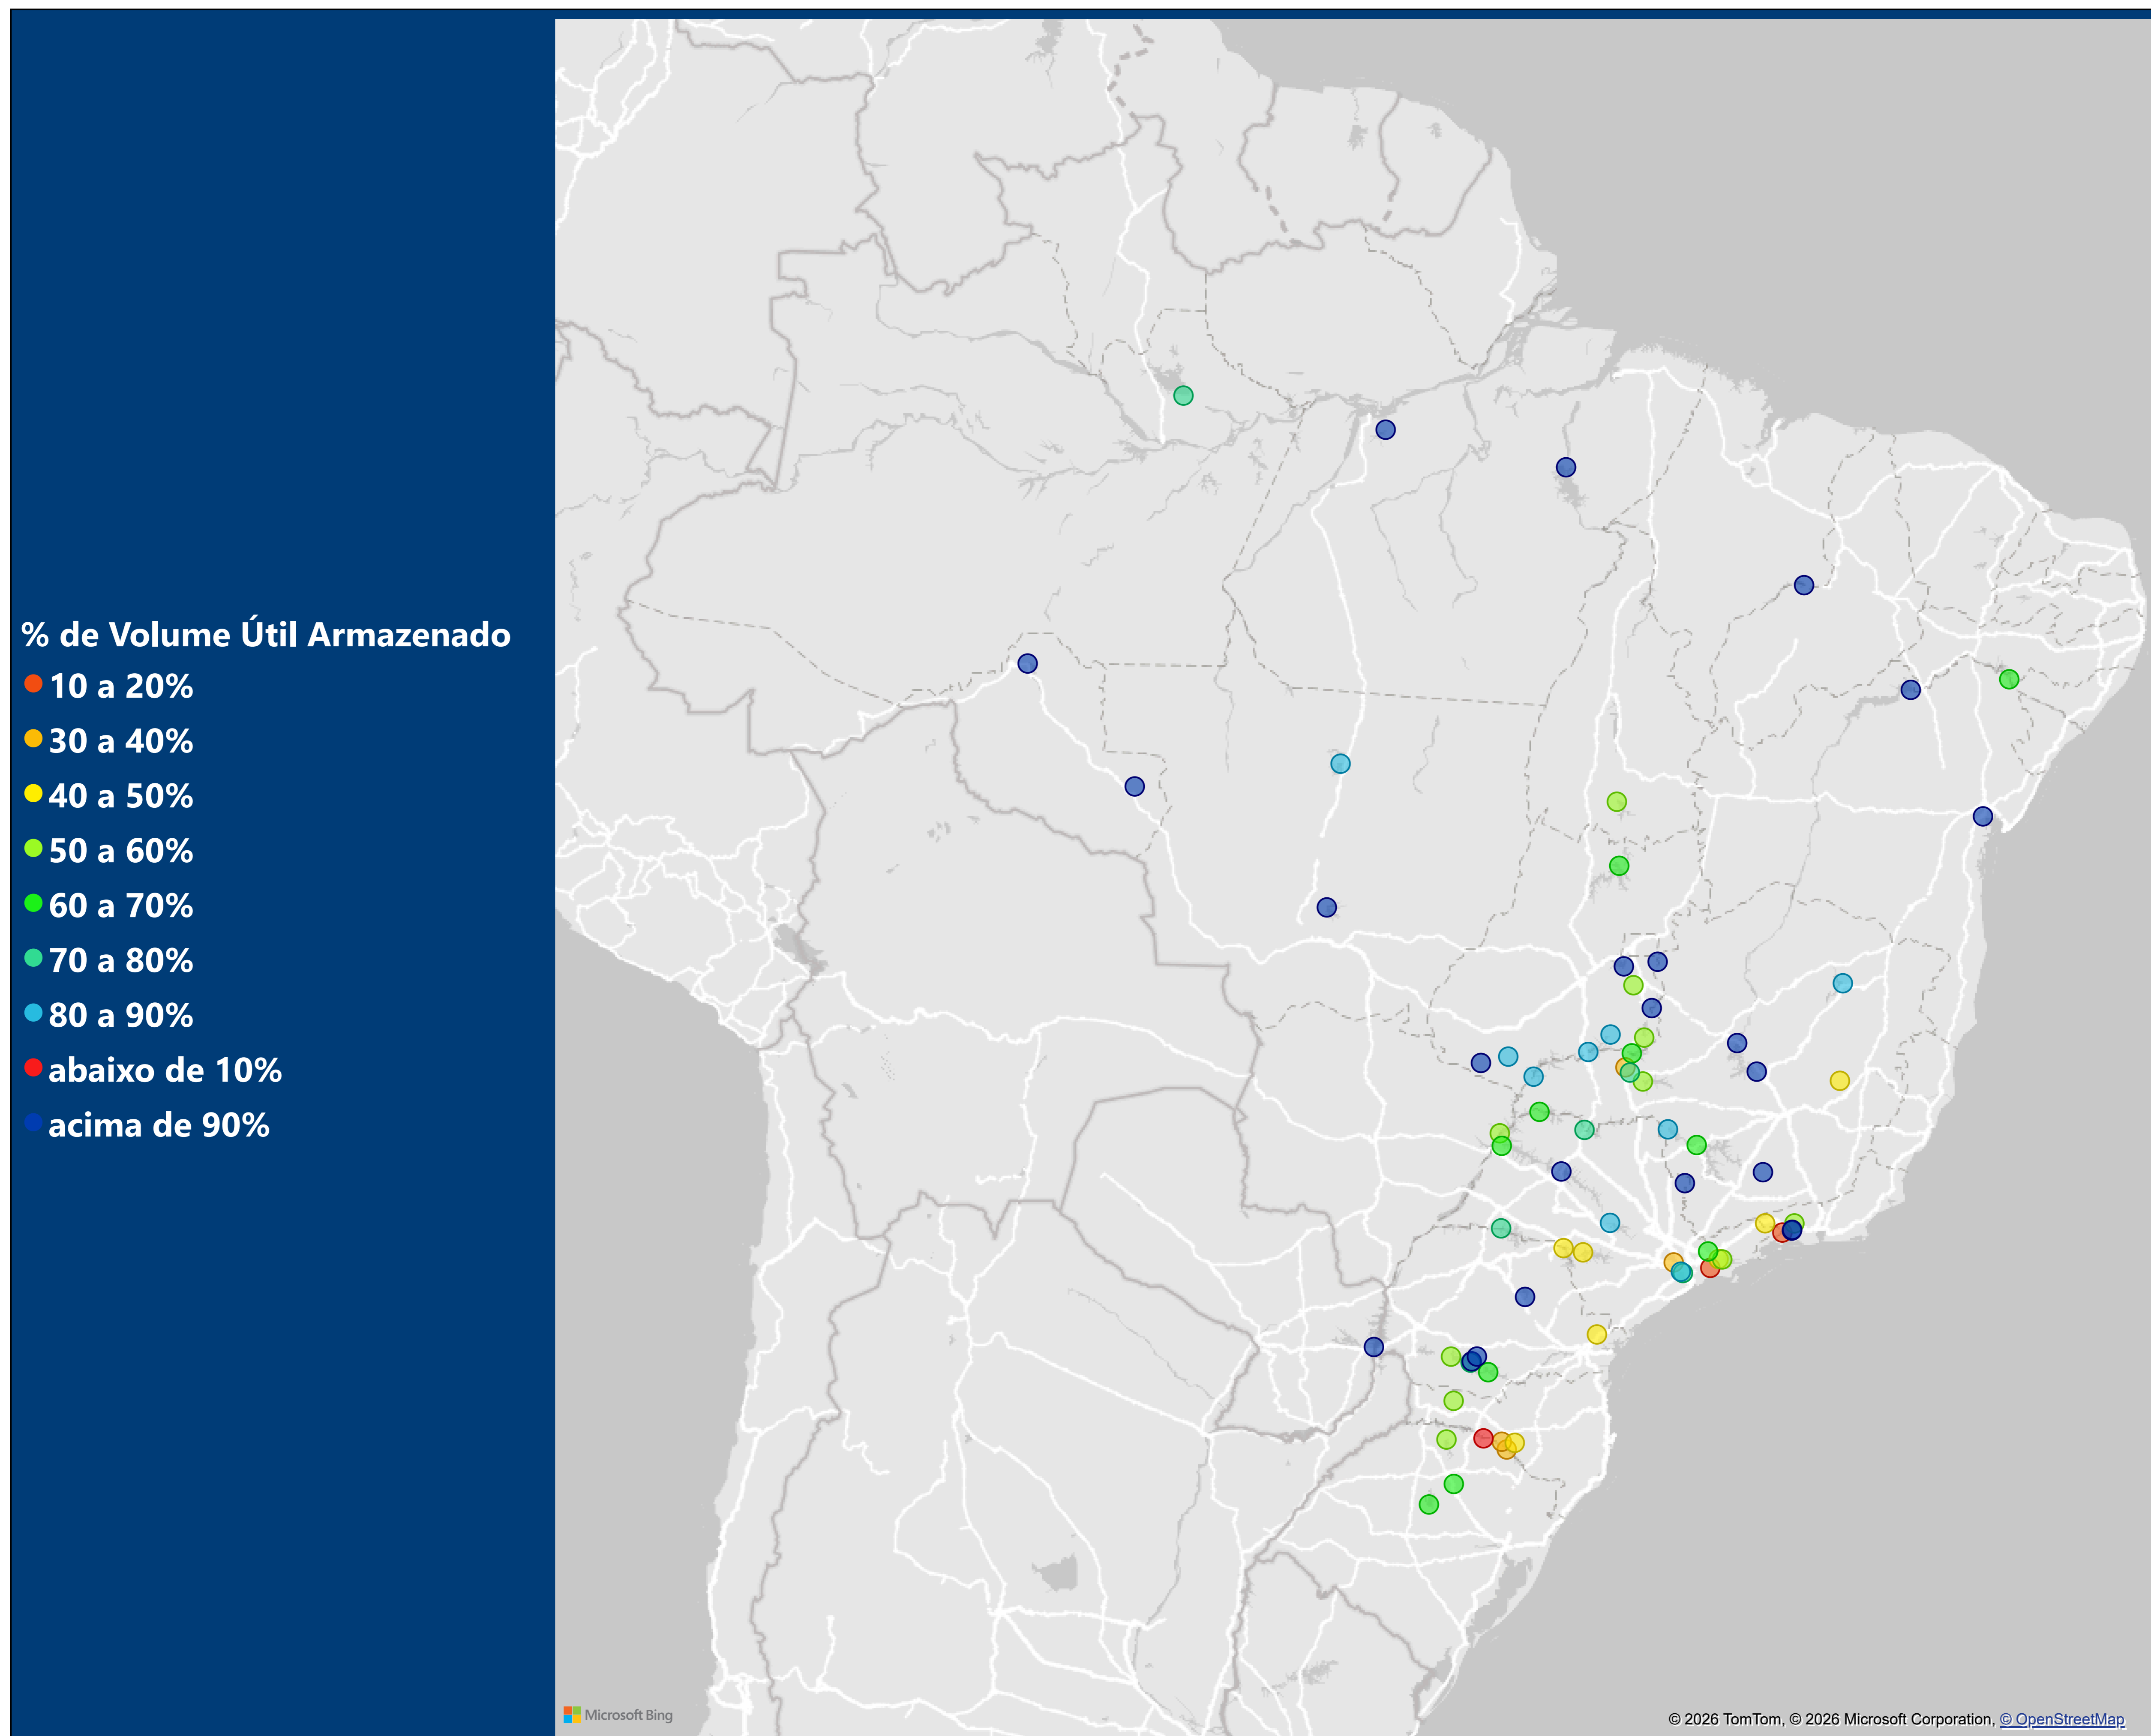 % de Volume Útil Armazenado
10 a 20%
30 a 40%
40 a 50%
50 a 60%
60 a 70%
70 a 80%
80 a 90%
abaixo de 10%
acima de 90%
Microsoft Bing
© 2026 TomTom, © 2026 Microsoft Corporation, © OpenStreetMap